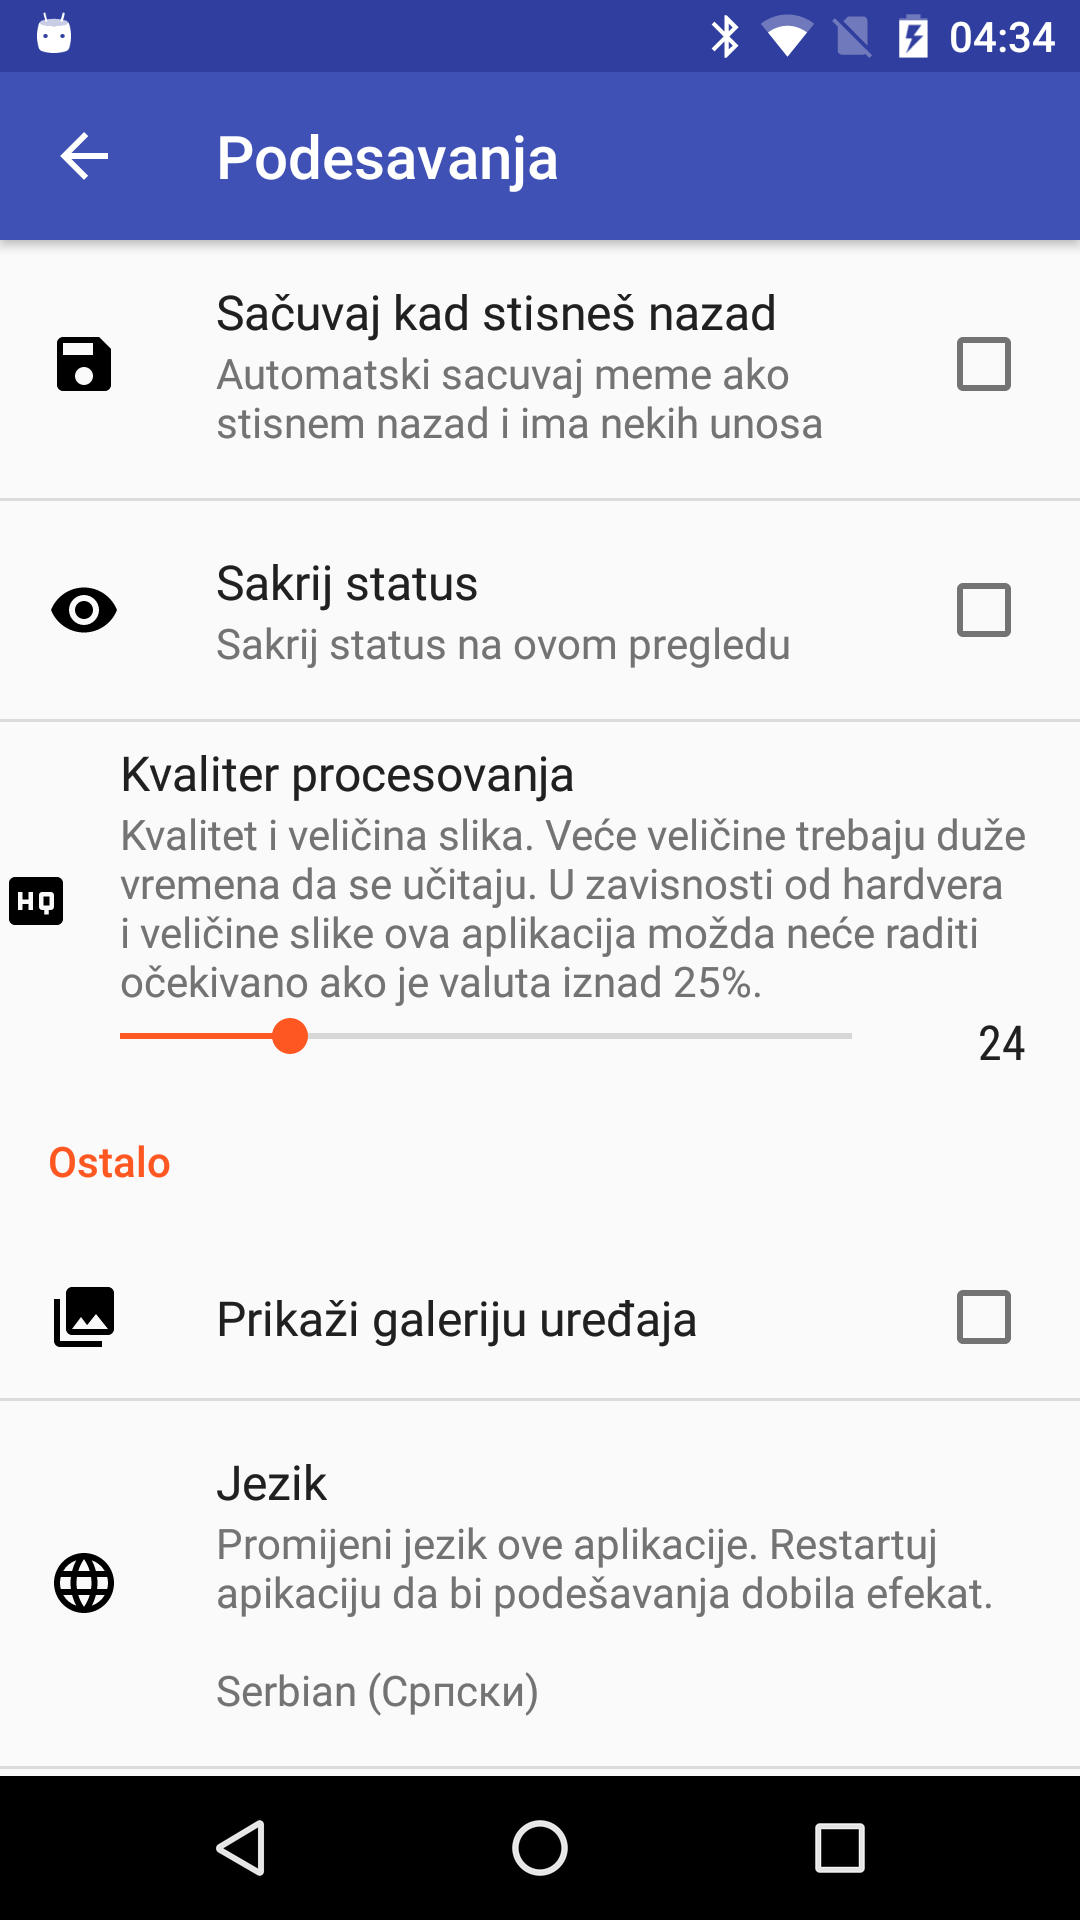 04:34
Podesavanja
Sačuvaj kad stisneš nazad
Automatski sacuvaj meme ako
stisnem nazad i ima nekih unosa
Sakrij status
Sakrij status na ovom pregledu
Kvaliter procesovanja
Kvalitet i veličina slika. Veće veličine trebaju duže
vremena da se učitaju. U zavisnosti od hardvera
i veličine slike ova aplikacija možda neće raditi
očekivano ako je valuta iznad 25%.
HQ
24
Ostalo
Prikaži galeriju uređaja
Jezik
Promijeni jezik ove aplikacije. Restartuj
apikaciju da bi podešavanja dobila efekat.
Serbian (Српски)